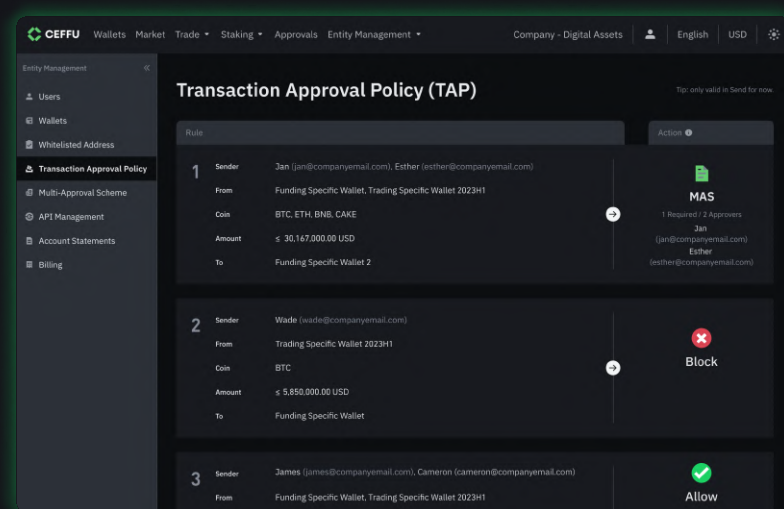 CEFFU Wallets Market Trade Staking Approvals Entity Management Company - Digital Assets English USD
Entity Management
Users
Wallets
Whitelisted Address
Transaction Approval Policy
Multi-Approval Scheme
API Management
Account Statements
Billing
Transaction Approval Policy (TAP)
Tip: only valid in Send for now.
Rule
Action
1
Sender Jan (jan@companyemail.com), Esther (esther@companyemail.com)
From Funding Specific Wallet, Trading Specific Wallet 2023H1
Coin BTC, ETH, BNB, CAKE
Amount ≤ 30,167,000.00 USD
To Funding Specific Wallet 2
MAS
1 Required / 2 Approvers
Jan
(jan@companyemail.com)
Esther
(esther@companyemail.com)
2
Sender Wade (wade@companyemail.com)
From Trading Specific Wallet 2023H1
Coin BTC
Amount ≤ 5,850,000.00 USD
To Funding Specific Wallet
Block
3
Sender James (james@companyemail.com), Cameron (cameron@companyemail.com)
From Funding Specific Wallet, Trading Specific Wallet 2023H1
Allow